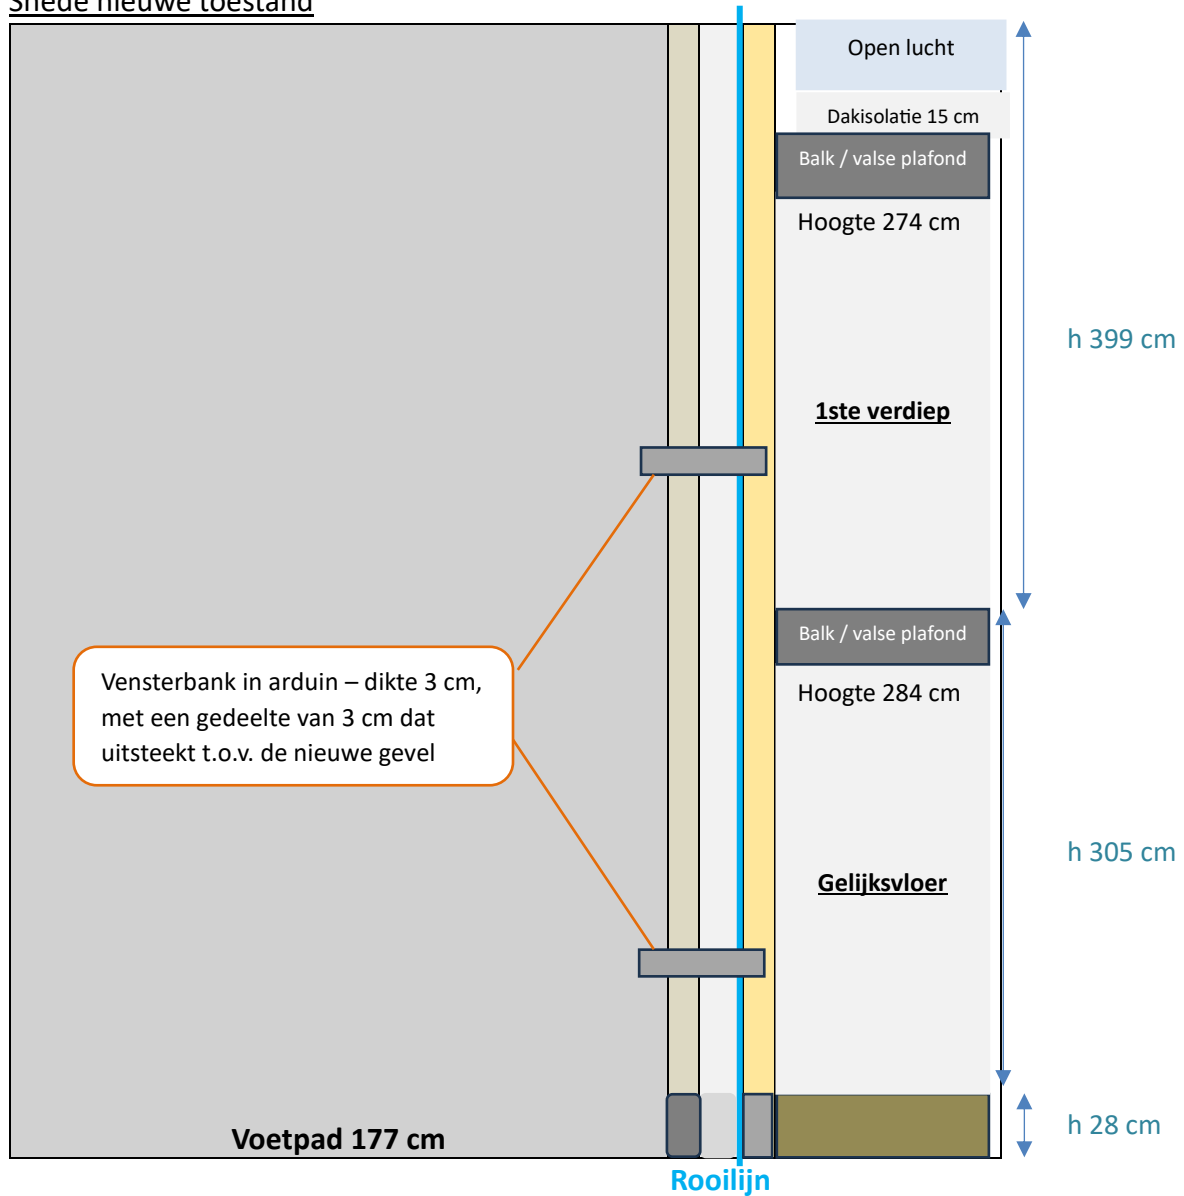 Snede nieuwe toestand
Open lucht
Dakisolatie 15 cm
Balk / valse plafond
Hoogte 274 cm
h 399 cm
1ste verdiep
Balk / valse plafond
Vensterbank in arduin – dikte 3 cm,
met een gedeelte van 3 cm dat
uitsteekt t.o.v. de nieuwe gevel
Hoogte 284 cm
h 305 cm
Gelijksvloer
h 28 cm
Voetpad 177 cm
Rooilijn